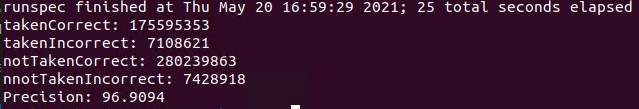 runspec finished at Thu May 20 16:59:29 2021; 25 total seconds elapsed
takenCorrect: 175595353
takenIncorrect: 7108621
notTakenCorrect: 280239863
nnotTakenIncorrect: 7428918
Precision: 96.9094